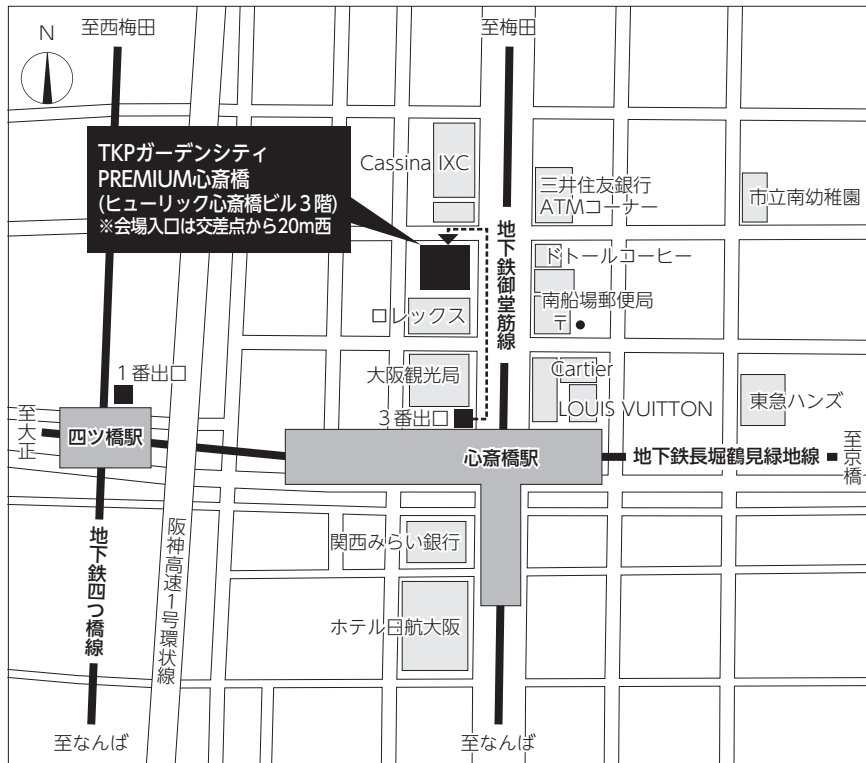 N
至西梅田
至梅田
TKPガーデンシティ
PREMIUM心斎橋
(ヒューリック心斎橋ビル3階)
※会場入口は交差点から20m西
Cassina IXC
三井住友銀行
ATMコーナー
市立南幼稚園
地下鉄御堂筋線
ドトールコーヒー
南船場郵便局
〒
ロレックス
大阪観光局
Cartier
LOUIS VUITTON
東急ハンズ
1番出口
3番出口
至大正
四ツ橋駅
心斎橋駅
地下鉄長堀鶴見緑地線
至京橋
地下鉄四つ橋線
阪神高速1号環状線
関西みらい銀行
ホテル日航大阪
至なんば
至なんば